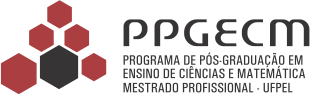 PPGECM
PROGRAMA DE PÓS-GRADUAÇÃO EM
ENSINO DE CIÊNCIAS E MATEMÁTICA
MESTRADO PROFISSIONAL · UFPEL